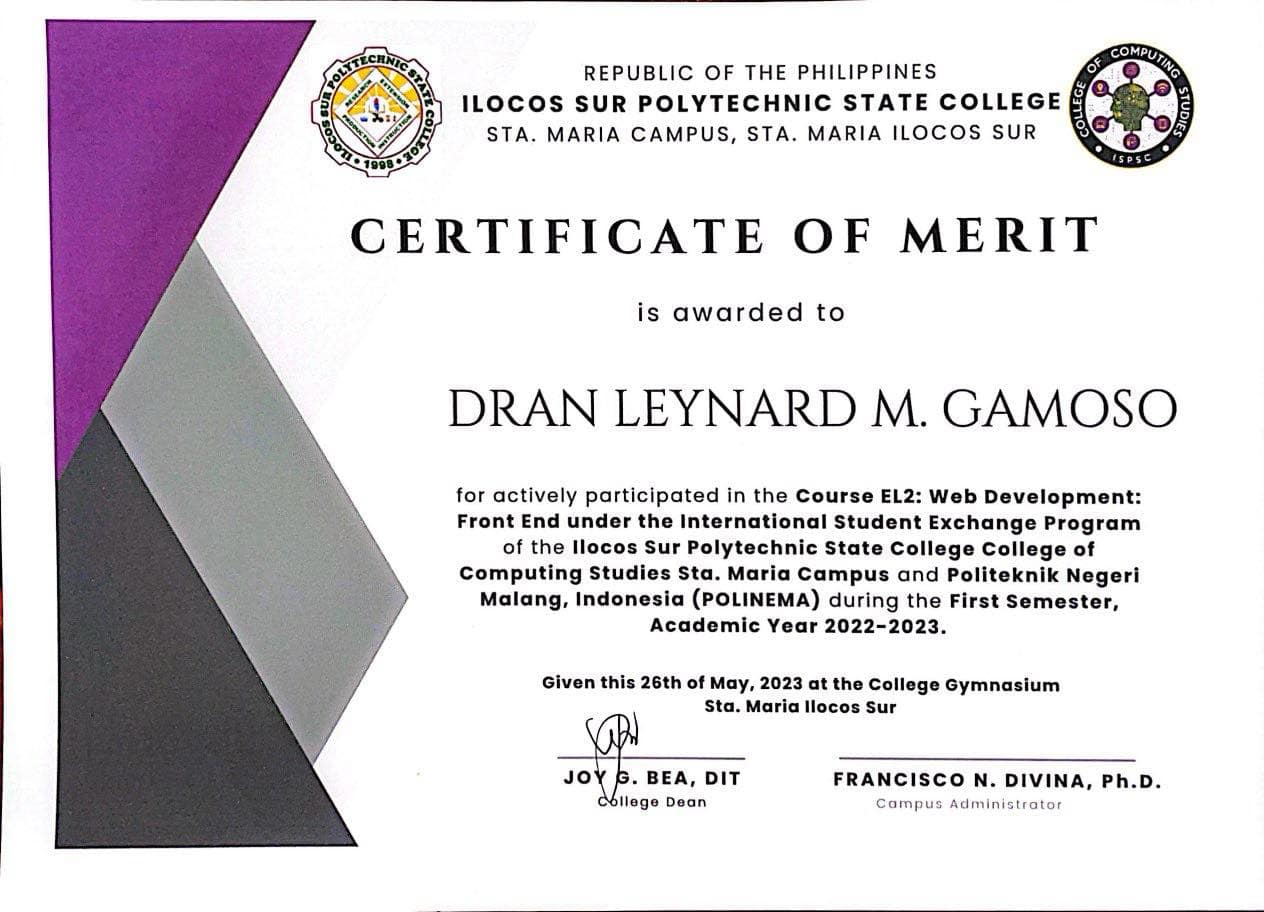 REPUBLIC OF THE PHILIPPINES
ILOCOS SUR POLYTECHNIC STATE COLLEGE
STA. MARIA CAMPUS, STA. MARIA ILOCOS SUR
ILOCOS SUR POLYTECHNIC STATE COLLEGE
RESEARCH
EXTENSION
PRODUCTION
INSTRUCTION
• 1998 •
COLLEGE OF COMPUTING STUDIES
• ISPSC •
CERTIFICATE OF MERIT
is awarded to
DRAN LEYNARD M. GAMOSO
for actively participated in the Course EL2: Web Development:
Front End under the International Student Exchange Program
of the Ilocos Sur Polytechnic State College College of
Computing Studies Sta. Maria Campus and Politeknik Negeri
Malang, Indonesia (POLINEMA) during the First Semester,
Academic Year 2022-2023.
Given this 26th of May, 2023 at the College Gymnasium
Sta. Maria Ilocos Sur
JOY G. BEA, DIT
College Dean
FRANCISCO N. DIVINA, Ph.D.
Campus Administrator